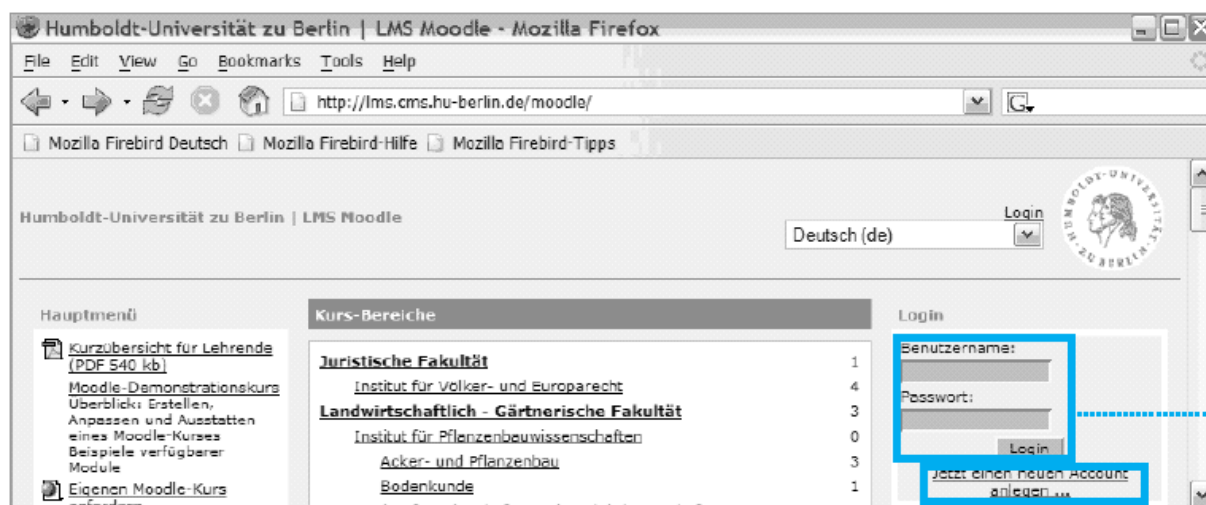 Humboldt-Universität zu Berlin | LMS Moodle - Mozilla Firefox
File Edit View Go Bookmarks Tools Help
http://lms.cms.hu-berlin.de/moodle/
G
Mozilla Firebird Deutsch Mozilla Firebird-Hilfe Mozilla Firebird-Tipps
Humboldt-Universität zu Berlin | LMS Moodle
Login
Deutsch (de)
HUMBOLDT-UNIVERSITÄT
ZU BERLIN
Hauptmenü
Kurzübersicht für Lehrende
(PDF 540 kb)
Moodle-Demonstrationskurs
Überblick: Erstellen,
Anpassen und Ausstatten
eines Moodle-Kurses
Beispiele verfügbarer
Module
Eigenen Moodle-Kurs
anfordern
Kurs-Bereiche
Juristische Fakultät 1
Institut für Völker- und Europarecht 4
Landwirtschaftlich - Gärtnerische Fakultät 3
Institut für Pflanzenbauwissenschaften 0
Acker- und Pflanzenbau 3
Bodenkunde 1
Login
Benutzername:
Passwort:
Login
Jetzt einen neuen Account
anlegen ...